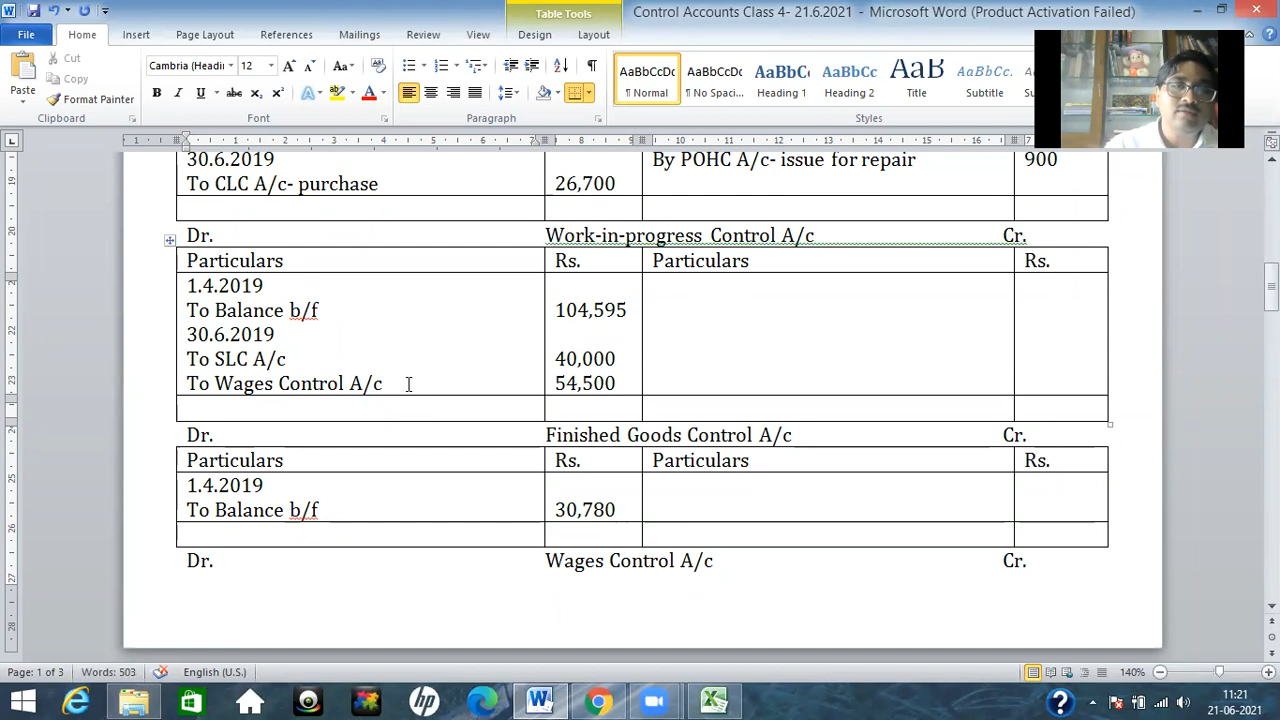 Table Tools
Control Accounts Class 4- 21.6.2021 - Microsoft Word (Product Activation Failed)
File Home Insert Page Layout References Mailings Review View Design Layout
Cut
Copy
Paste Format Painter
Clipboard
Cambria (Headi 12 Aa
B I U abc x₂ x² A ab A
Font
Paragraph
AaBbCcDc AaBbCcDc AaBbCc AaBbCc AaB AaBbCc.
¶ Normal ¶ No Spaci... Heading 1 Heading 2 Title Subtitle
Styles
30.6.2019 By POHC A/c- issue for repair 900
To CLC A/c- purchase 26,700
Dr. Work-in-progress Control A/c Cr.
Particulars Rs. Particulars Rs.
1.4.2019
To Balance b/f 104,595
30.6.2019
To SLC A/c 40,000
To Wages Control A/c 54,500
Dr. Finished Goods Control A/c Cr.
Particulars Rs. Particulars Rs.
1.4.2019
To Balance b/f 30,780
Dr. Wages Control A/c Cr.
Page: 1 of 3 Words: 503 English (U.S.) 140%
11:21
21-06-2021